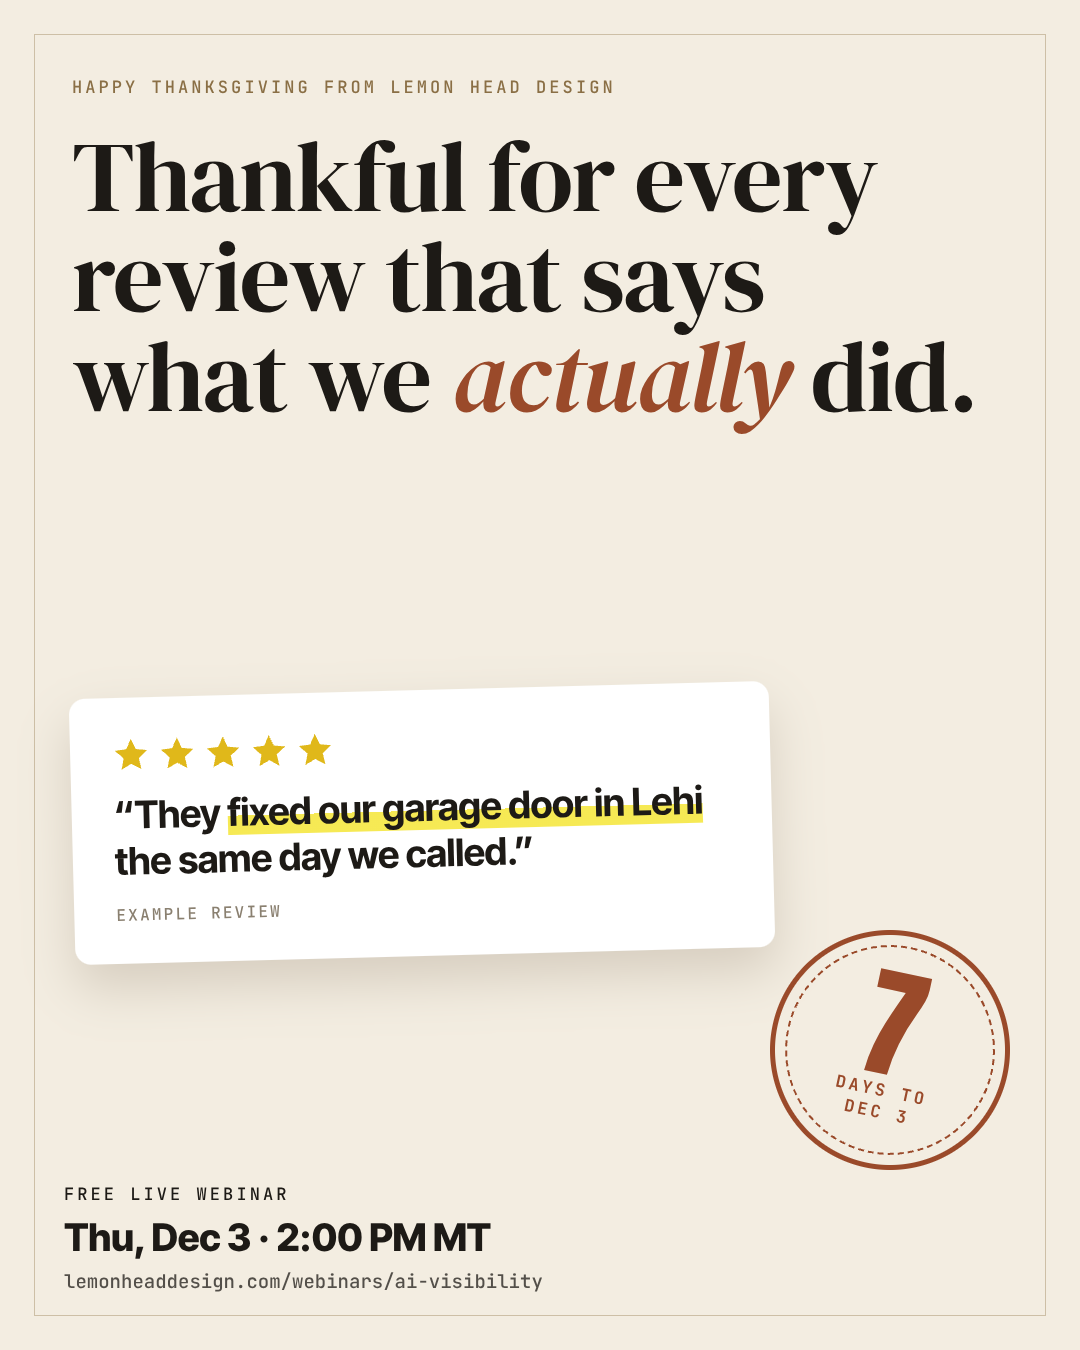 HAPPY THANKSGIVING FROM LEMON HEAD DESIGN
Thankful for every
review that says
what we actually did.
“They fixed our garage door in Lehi
the same day we called.”
EXAMPLE REVIEW
7
DAYS TO
DEC 3
FREE LIVE WEBINAR
Thu, Dec 3 · 2:00 PM MT
lemonheaddesign.com/webinars/ai-visibility